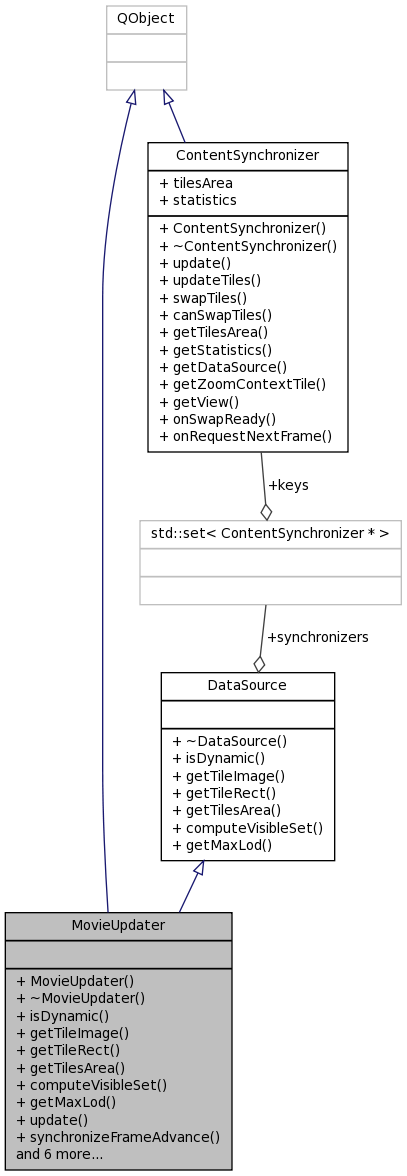 QObject
ContentSynchronizer
+ tilesArea
+ statistics
+ ContentSynchronizer()
+ ~ContentSynchronizer()
+ update()
+ updateTiles()
+ swapTiles()
+ canSwapTiles()
+ getTilesArea()
+ getStatistics()
+ getDataSource()
+ getZoomContextTile()
+ getView()
+ onSwapReady()
+ onRequestNextFrame()
+keys
std::set< ContentSynchronizer * >
+synchronizers
DataSource
+ ~DataSource()
+ isDynamic()
+ getTileImage()
+ getTileRect()
+ getTilesArea()
+ computeVisibleSet()
+ getMaxLod()
MovieUpdater
+ MovieUpdater()
+ ~MovieUpdater()
+ isDynamic()
+ getTileImage()
+ getTileRect()
+ getTilesArea()
+ computeVisibleSet()
+ getMaxLod()
+ update()
+ synchronizeFrameAdvance()
and 6 more...